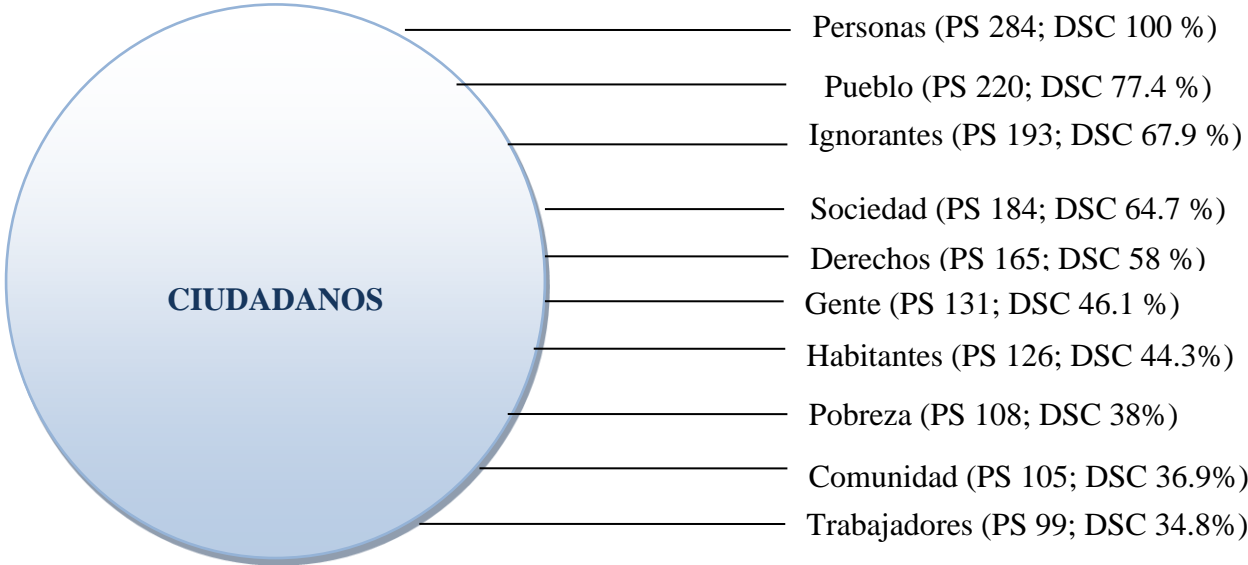 Personas (PS 284; DSC 100 %)
Pueblo (PS 220; DSC 77.4 %)
Ignorantes (PS 193; DSC 67.9 %)
Sociedad (PS 184; DSC 64.7 %)
Derechos (PS 165; DSC 58 %)
CIUDADANOS
Gente (PS 131; DSC 46.1 %)
Habitantes (PS 126; DSC 44.3%)
Pobreza (PS 108; DSC 38%)
Comunidad (PS 105; DSC 36.9%)
Trabajadores (PS 99; DSC 34.8%)